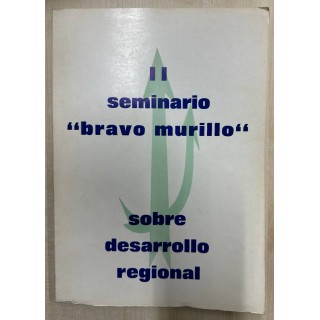 II
seminario
"bravo murillo"
sobre
desarrollo
regional